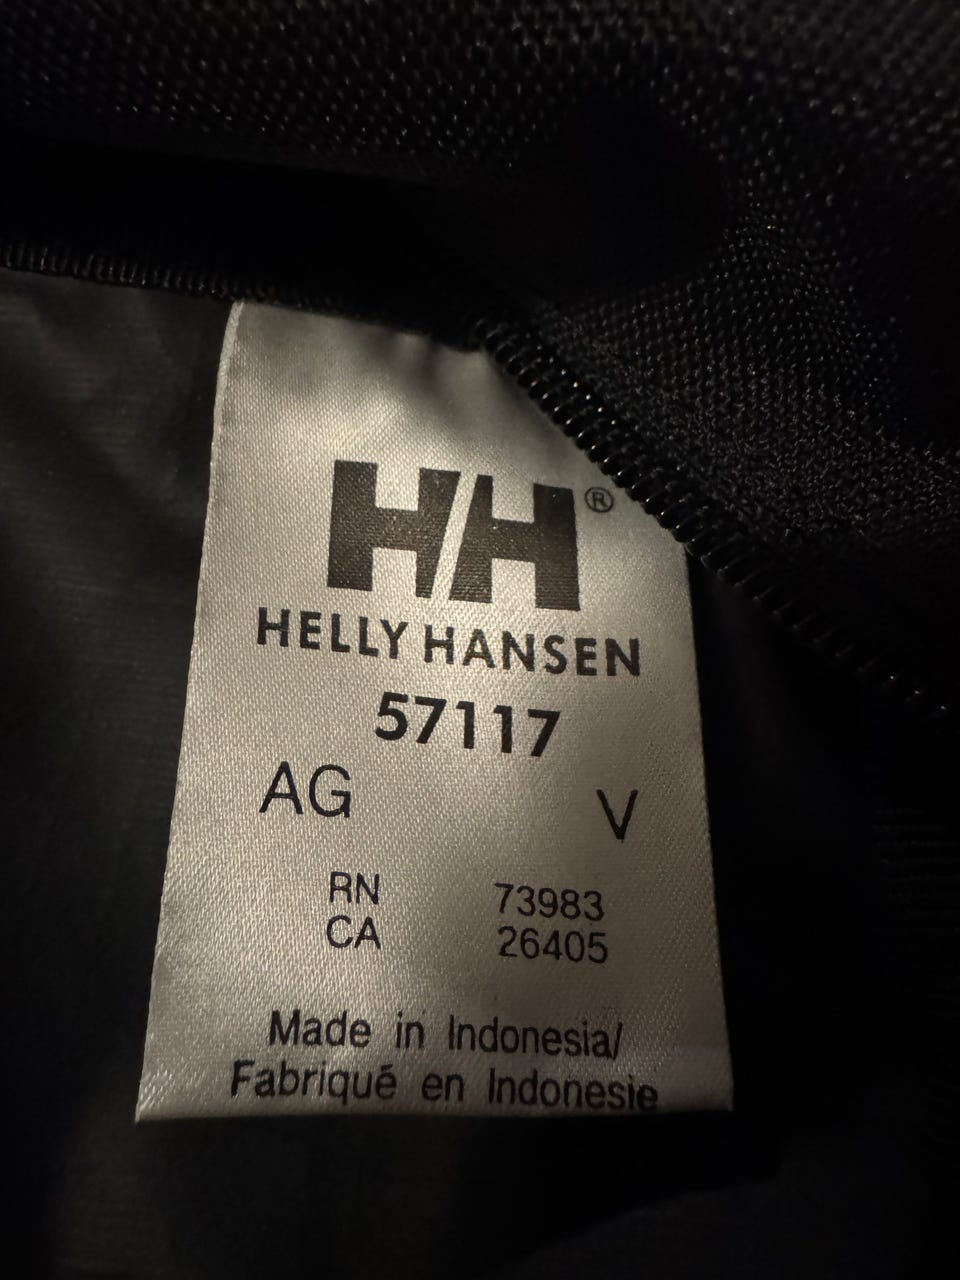 HH®
HELLY HANSEN
57117
AG V
RN 73983
CA 26405
Made in Indonesia/
Fabriqué en Indonesie